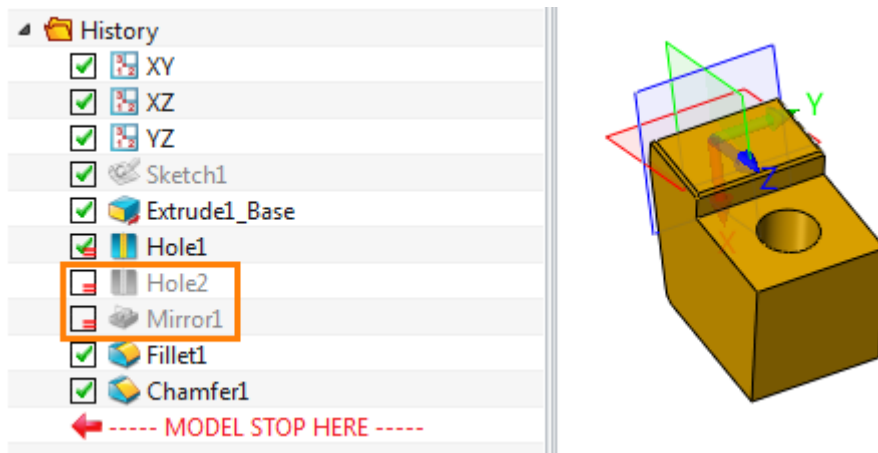 History
XY
XZ
YZ
Sketch1
Extrude1_Base
Hole1
Hole2
Mirror1
Fillet1
Chamfer1
----- MODEL STOP HERE -----
Y
Z
X